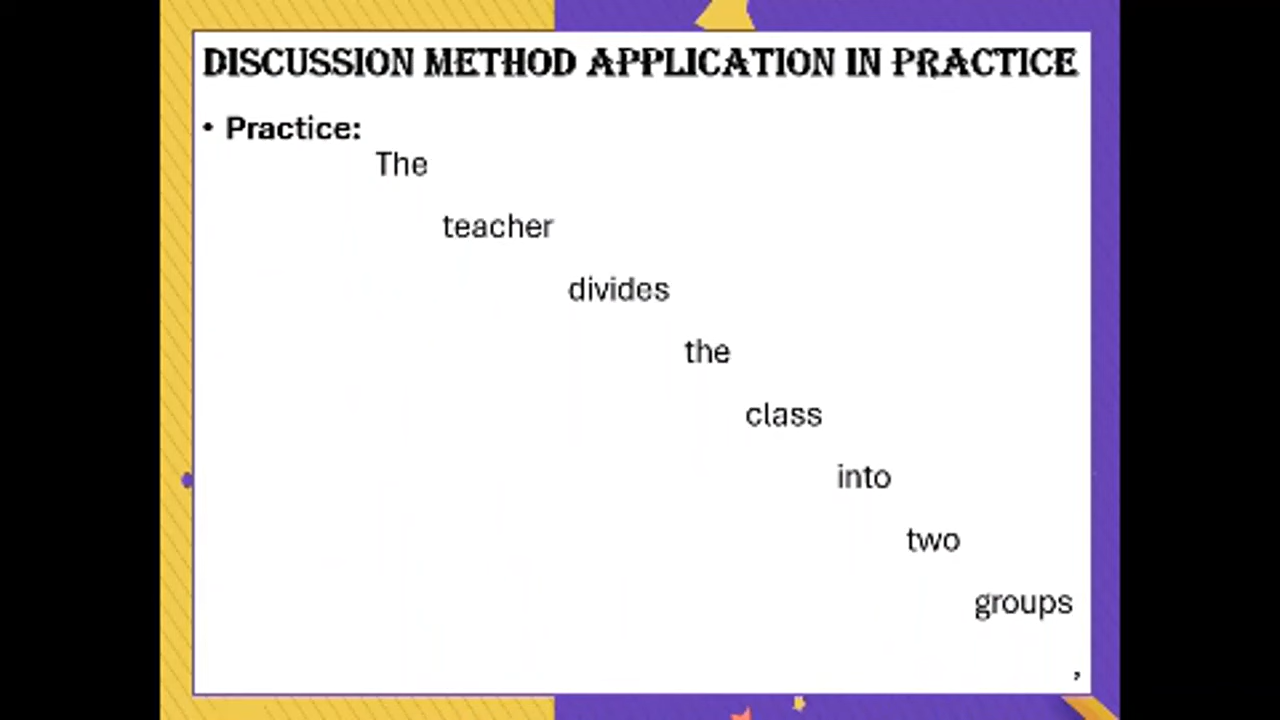 DISCUSSION METHOD APPLICATION IN PRACTICE
• Practice:
The
teacher
divides
the
class
into
two
groups
,